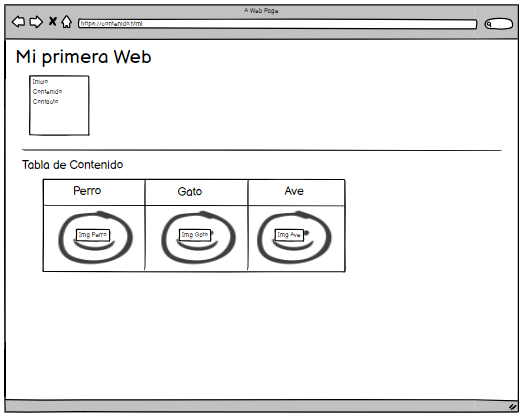 A Web Page
https://contenido.html
Mi primera Web
Inicio
Contenido
Contacto
Tabla de Contenido
Perro Gato Ave
Img Perro Img Gato Img Ave